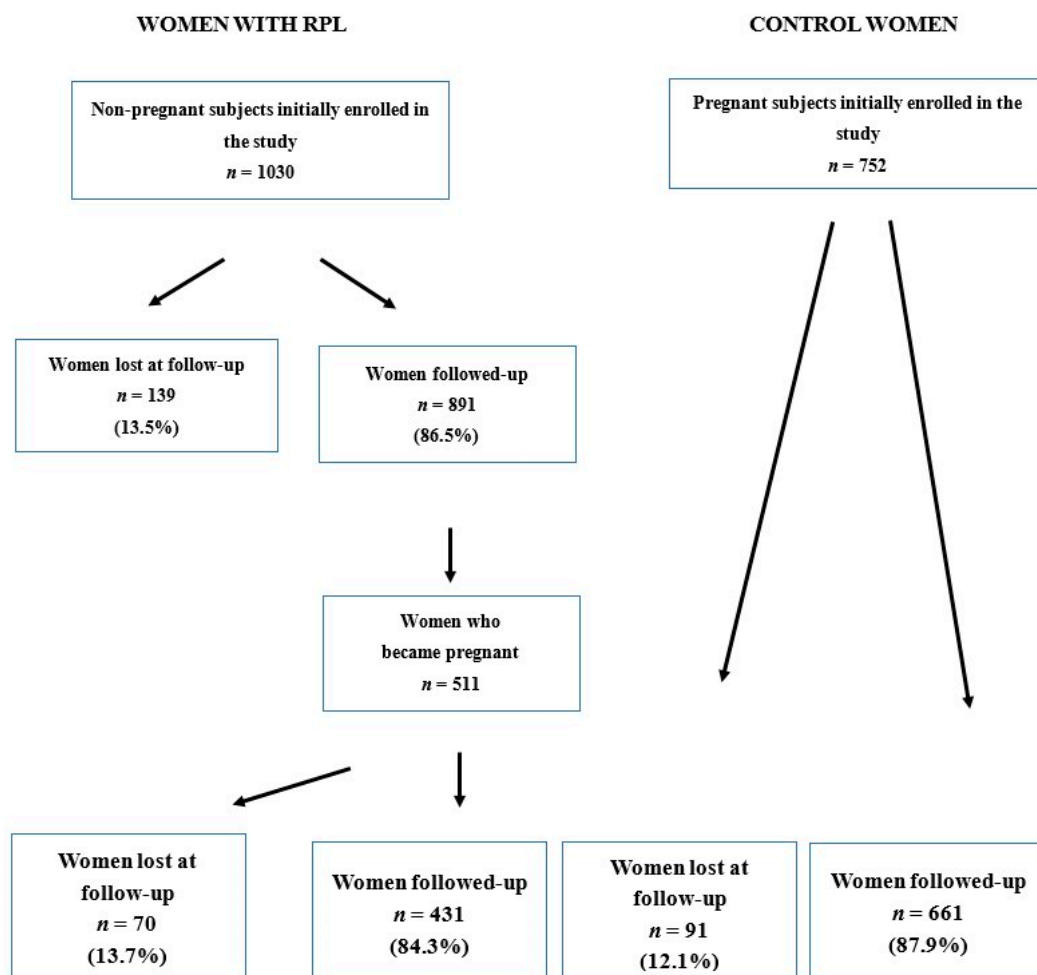 WOMEN WITH RPL
CONTROL WOMEN
Non-pregnant subjects initially enrolled in
the study
n = 1030
Pregnant subjects initially enrolled in the
study
n = 752
Women lost at follow-up
n = 139
(13.5%)
Women followed-up
n = 891
(86.5%)
Women who
became pregnant
n = 511
Women lost at
follow-up
n = 70
(13.7%)
Women followed-up
n = 431
(84.3%)
Women lost at
follow-up
n = 91
(12.1%)
Women followed-up
n = 661
(87.9%)